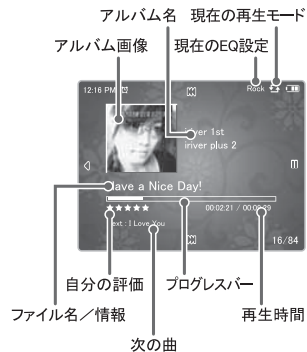 アルバム名 現在の再生モード
アルバム画像 現在のEQ設定
12:16 PM Rock
iriver 1st
iriver plus 2
Have a Nice Day!
00:02:21 /
I Love You
16/84
自分の評価 プログレスバー
ファイル名／情報 再生時間
次の曲